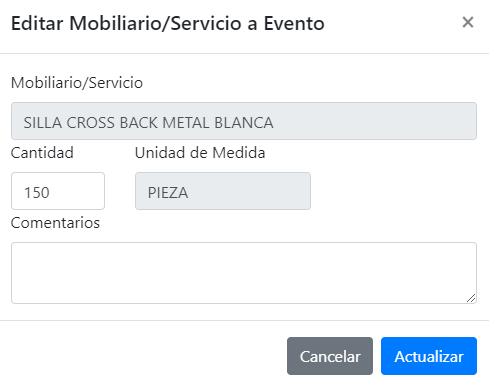 Editar Mobiliario/Servicio a Evento ×
Mobiliario/Servicio
SILLA CROSS BACK METAL BLANCA
Cantidad Unidad de Medida
150 PIEZA
Comentarios
Cancelar Actualizar